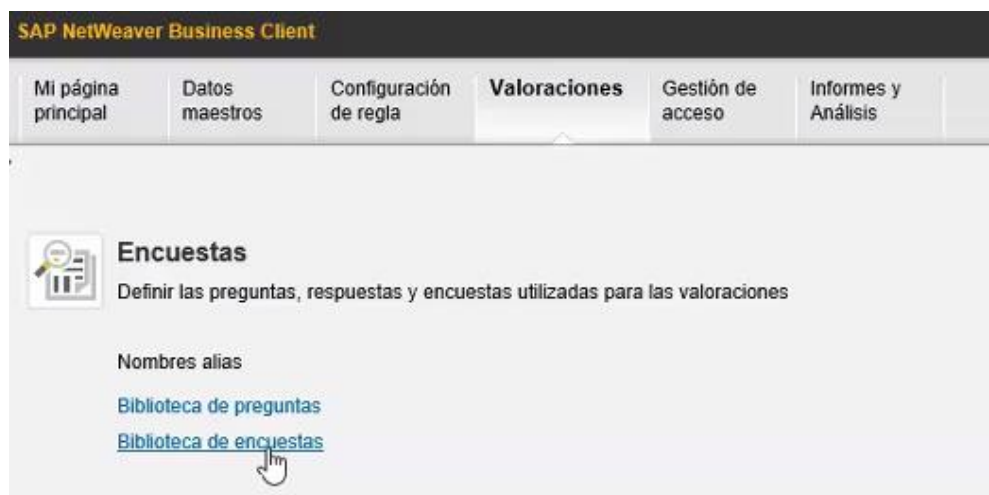 SAP NetWeaver Business Client
Mi página principal
Datos maestros
Configuración de regla
Valoraciones
Gestión de acceso
Informes y Análisis
Encuestas
Definir las preguntas, respuestas y encuestas utilizadas para las valoraciones
Nombres alias
Biblioteca de preguntas
Biblioteca de encuestas